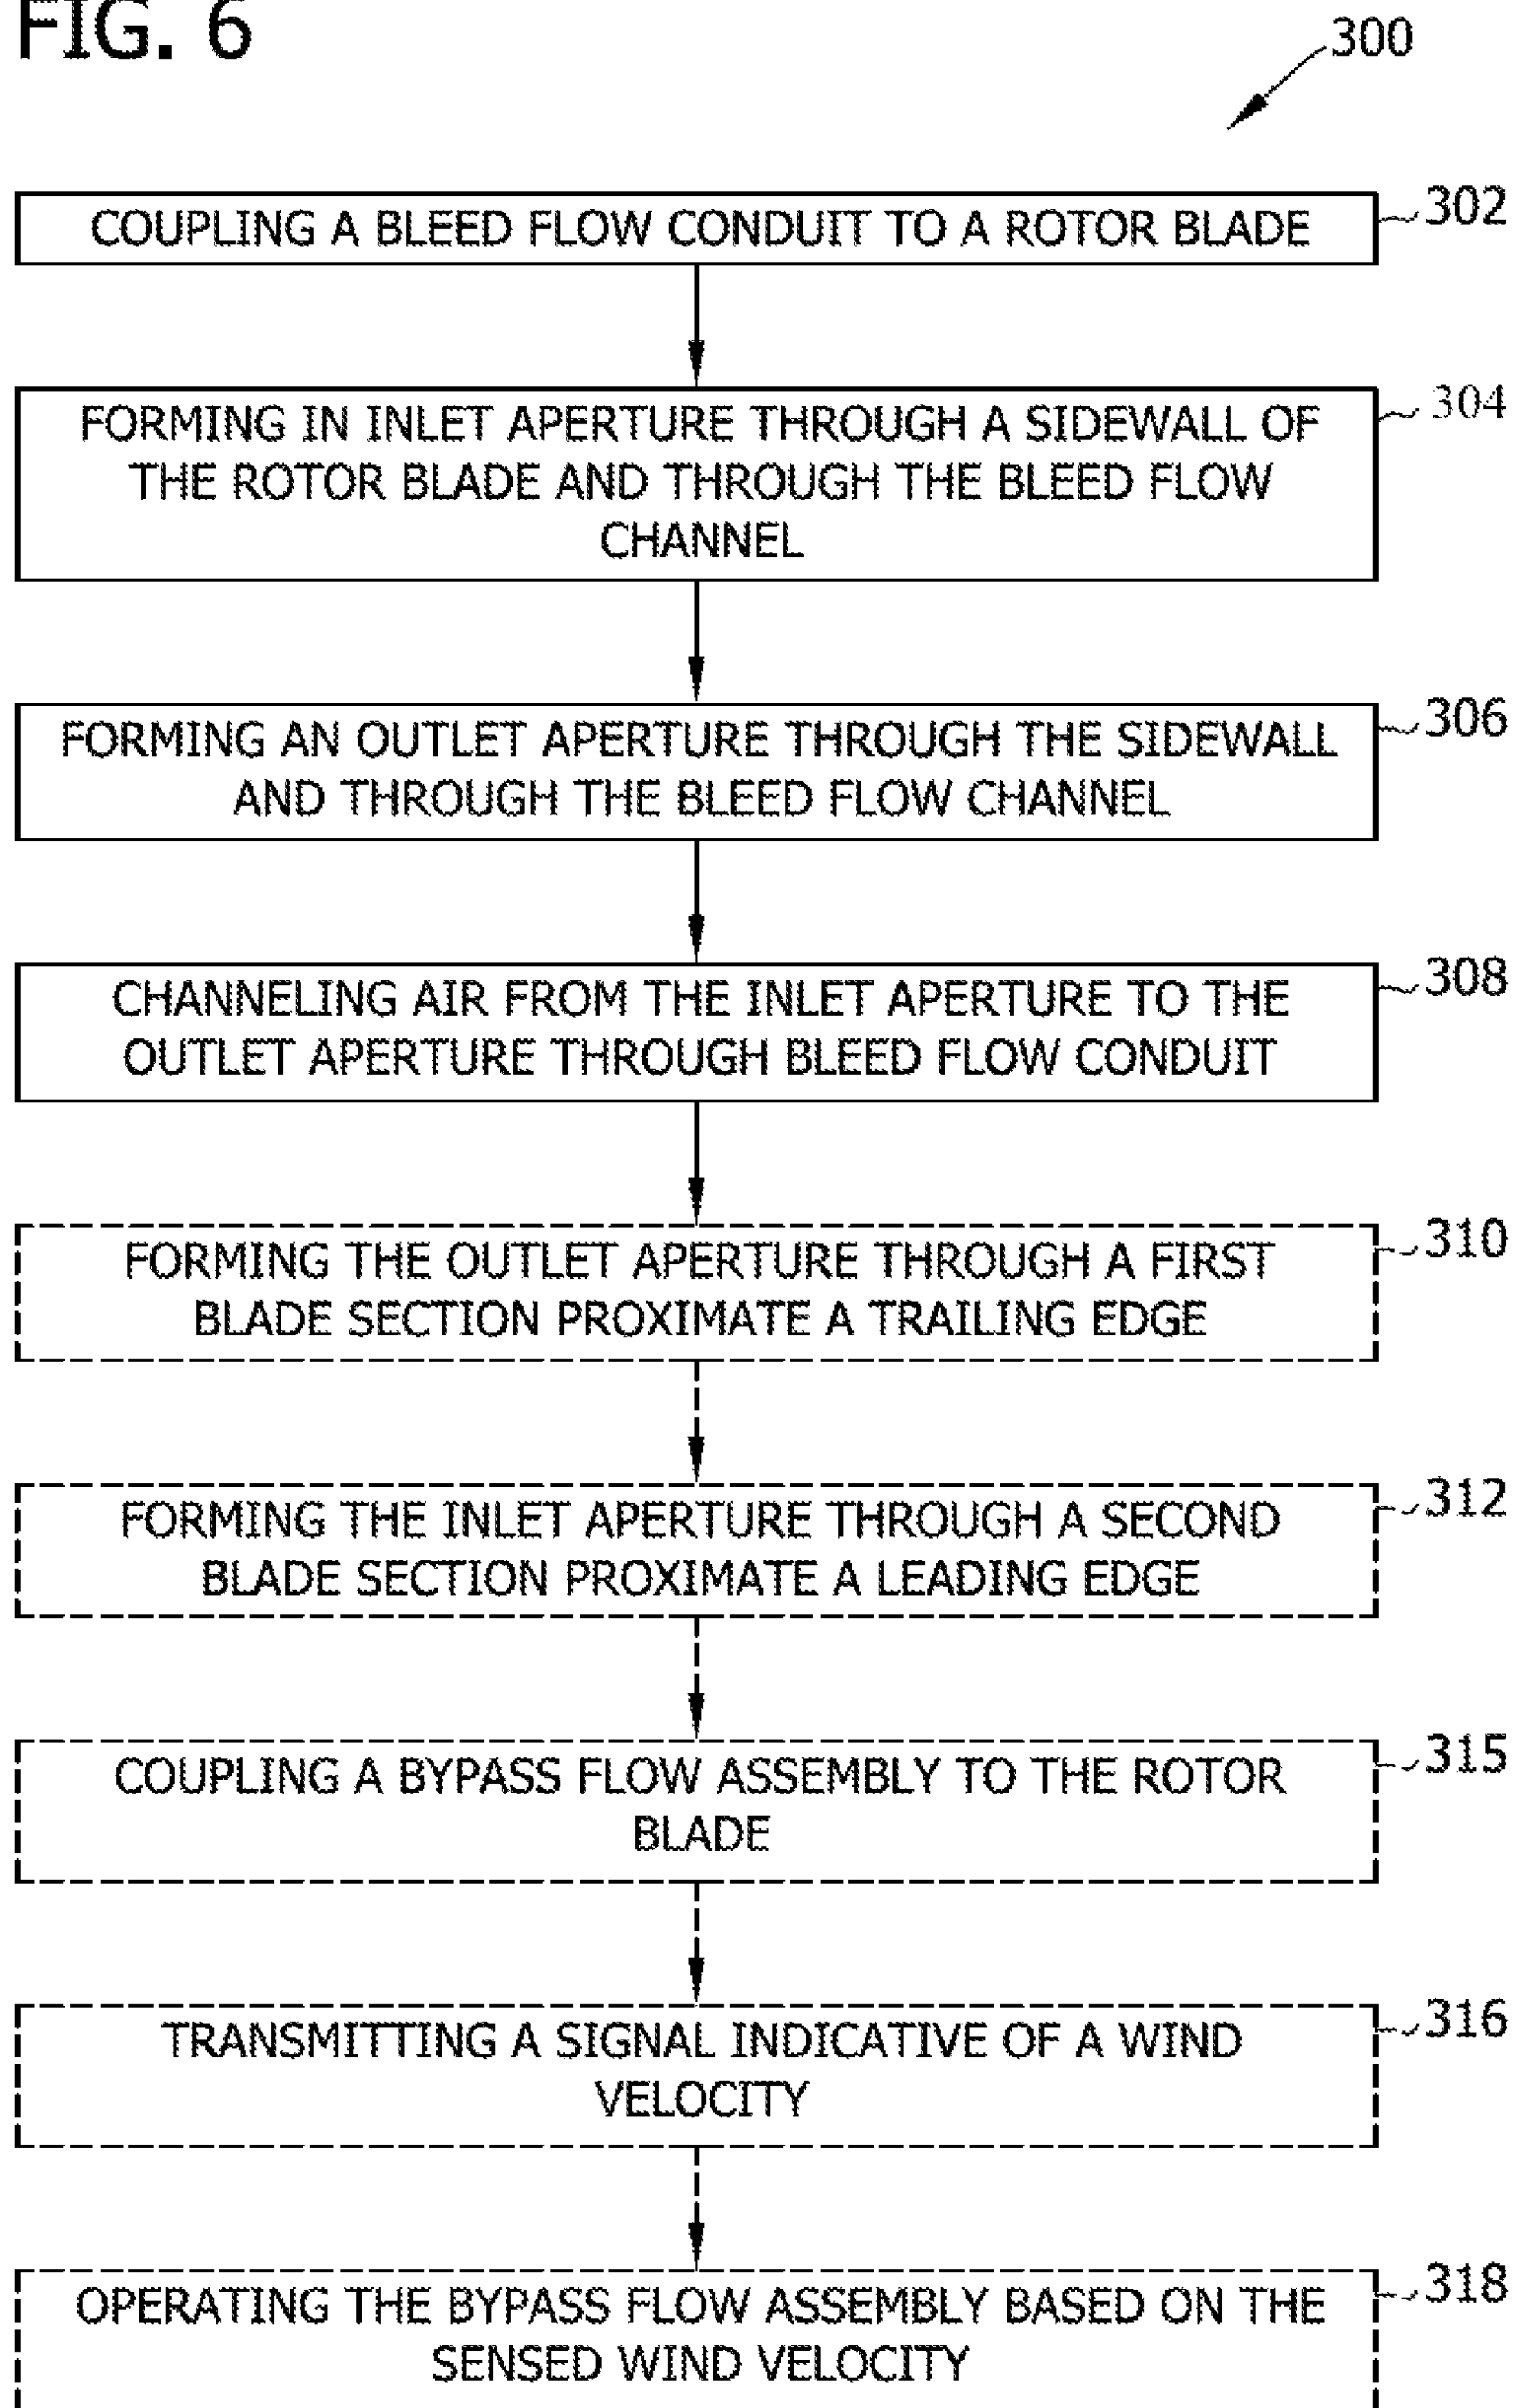 FIG. 6
300
COUPLING A BLEED FLOW CONDUIT TO A ROTOR BLADE
302
FORMING IN INLET APERTURE THROUGH A SIDEWALL OF
THE ROTOR BLADE AND THROUGH THE BLEED FLOW
CHANNEL
304
FORMING AN OUTLET APERTURE THROUGH THE SIDEWALL
AND THROUGH THE BLEED FLOW CHANNEL
306
CHANNELING AIR FROM THE INLET APERTURE TO THE
OUTLET APERTURE THROUGH BLEED FLOW CONDUIT
308
FORMING THE OUTLET APERTURE THROUGH A FIRST
BLADE SECTION PROXIMATE A TRAILING EDGE
310
FORMING THE INLET APERTURE THROUGH A SECOND
BLADE SECTION PROXIMATE A LEADING EDGE
312
COUPLING A BYPASS FLOW ASSEMBLY TO THE ROTOR
BLADE
315
TRANSMITTING A SIGNAL INDICATIVE OF A WIND
VELOCITY
316
OPERATING THE BYPASS FLOW ASSEMBLY BASED ON THE
SENSED WIND VELOCITY
318